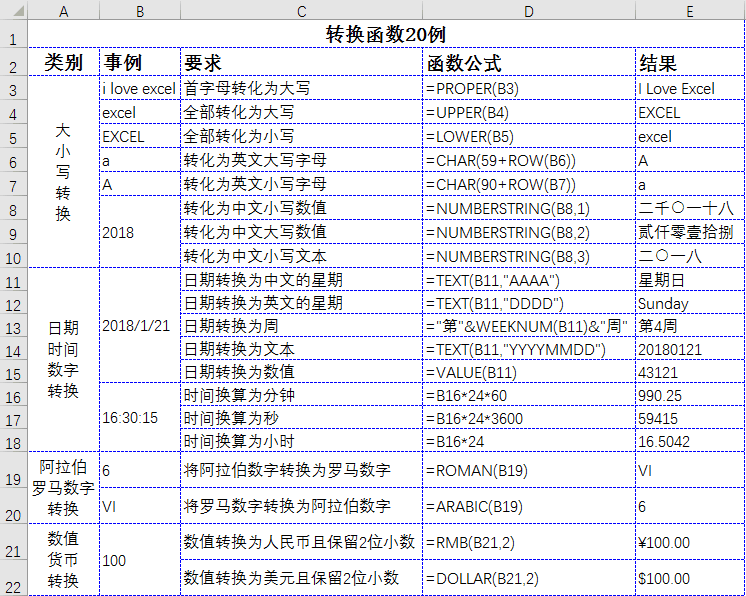 A B C D E
1 转换函数20例
2 类别 事例 要求 函数公式 结果
3 i love excel 首字母转化为大写 =PROPER(B3) I Love Excel
4 excel 全部转化为大写 =UPPER(B4) EXCEL
5 EXCEL 全部转化为小写 =LOWER(B5) excel
大小写转换
6 a 转化为英文大写字母 =CHAR(59+ROW(B6)) A
7 A 转化为英文小写字母 =CHAR(90+ROW(B7)) a
8 转化为中文小写数值 =NUMBERSTRING(B8,1) 二千〇一十八
9 2018 转化为中文大写数值 =NUMBERSTRING(B8,2) 贰仟零壹拾捌
10 转化为中文小写文本 =NUMBERSTRING(B8,3) 二〇一八
11 日期转换为中文的星期 =TEXT(B11,"AAAA") 星期日
12 日期转换为英文的星期 =TEXT(B11,"DDDD") Sunday
13 2018/1/21 日期转换为周 ="第"&WEEKNUM(B11)&"周" 第4周
14 日期转换为文本 =TEXT(B11,"YYYYMMDD") 20180121
15 日期转换为数值 =VALUE(B11) 43121
日期
时间
数字
转换
16 时间换算为分钟 =B16*24*60 990.25
17 16:30:15 时间换算为秒 =B16*24*3600 59415
18 时间换算为小时 =B16*24 16.5042
阿拉伯
罗马数字
转换
19 6 将阿拉伯数字转换为罗马数字 =ROMAN(B19) VI
20 VI 将罗马数字转换为阿拉伯数字 =ARABIC(B19) 6
数值
货币
转换
21 100 数值转换为人民币且保留2位小数 =RMB(B21,2) ¥100.00
22 数值转换为美元且保留2位小数 =DOLLAR(B21,2) $100.00